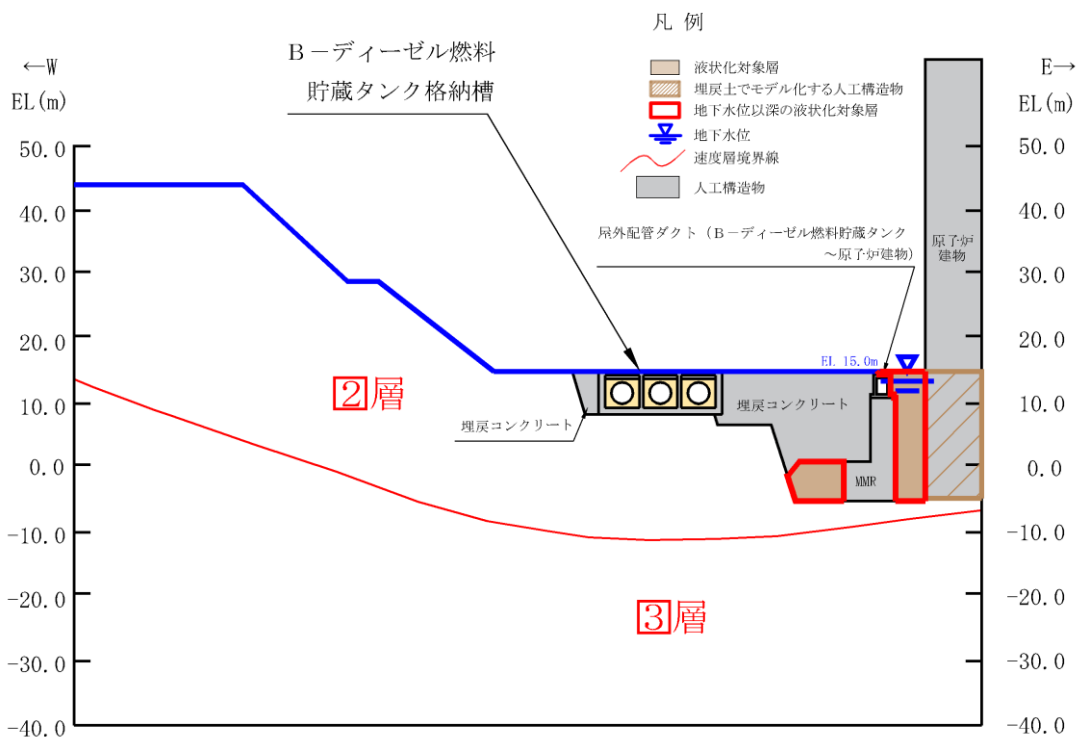 凡 例
液状化対象層
埋戻土でモデル化する人工構造物
地下水位以深の液状化対象層
地下水位
速度層境界線
人工構造物
←W
EL(m)
E→
EL(m)
B－ディーゼル燃料
貯蔵タンク格納槽
屋外配管ダクト（B－ディーゼル燃料貯蔵タンク
～原子炉建物）
原子炉
建物
50.0
40.0
30.0
20.0
10.0
0.0
-10.0
-20.0
-30.0
-40.0
EL 15.0m
②層
埋戻コンクリート
埋戻コンクリート
MMR
③層
50.0
40.0
30.0
20.0
10.0
0.0
-10.0
-20.0
-30.0
-40.0